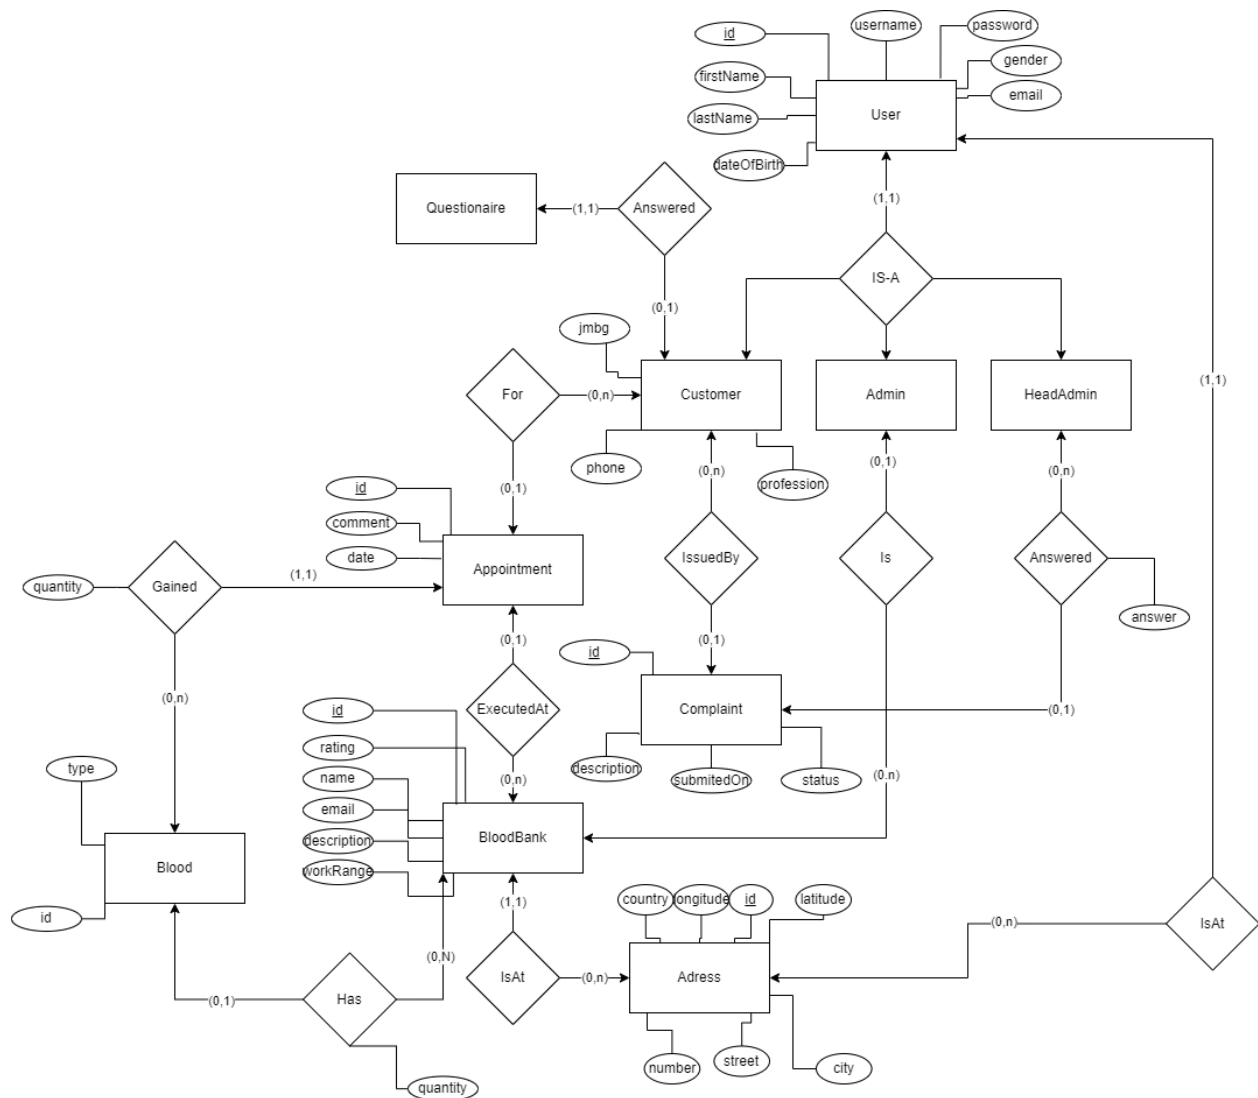 username
password
id
gender
firstName
email
lastName
User
dateOfBirth
Questionaire
(1,1)
Answered
(1,1)
IS-A
(0,1)
jmbg
(1,1)
For
(0,n)
Customer
Admin
HeadAdmin
phone
(0,n)
(0,1)
(0,n)
profession
id
(0,1)
comment
date
IssuedBy
Is
Answered
Appointment
(1,1)
quantity
Gained
answer
(0,1)
(0,1)
id
(0,n)
ExecutedAt
id
Complaint
(0,1)
rating
description
submitedOn
status
type
name
(0,n)
(0,n)
email
description
BloodBank
Blood
workRange
(1,1)
country
longitude
id
latitude
id
(0,n)
IsAt
(0,N)
IsAt
(0,n)
Adress
(0,1)
Has
number
street
city
quantity